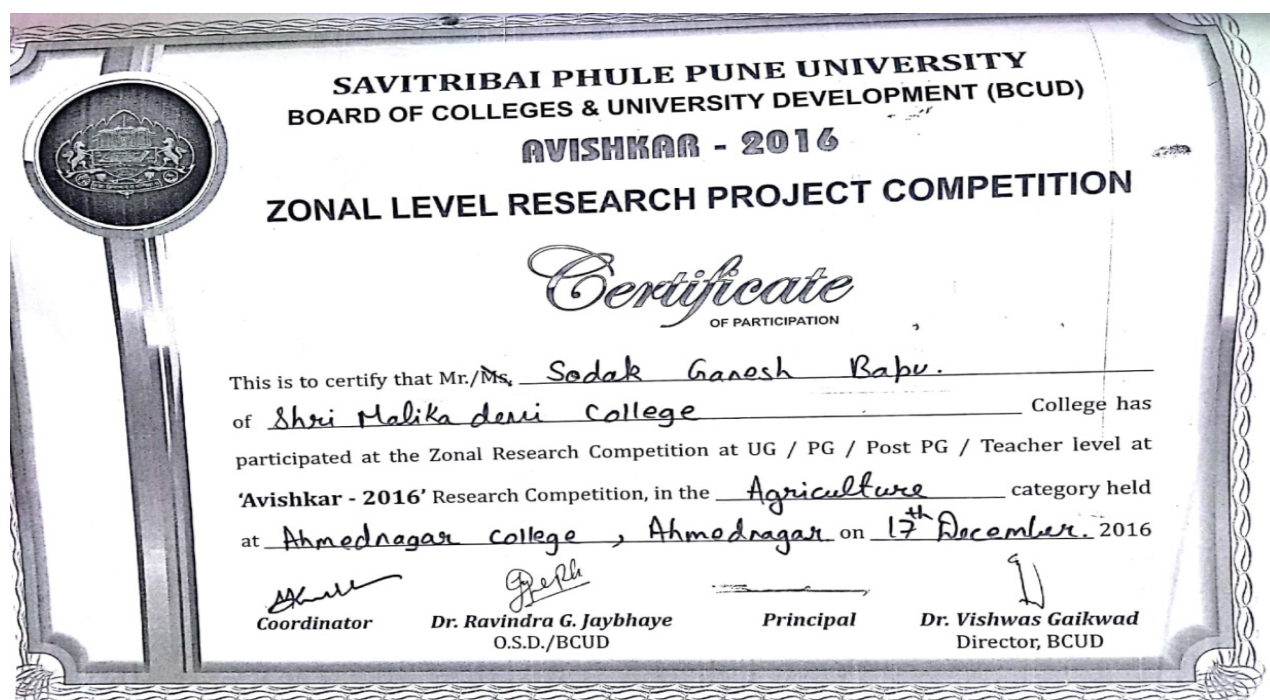 SAVITRIBAI PHULE PUNE UNIVERSITY
BOARD OF COLLEGES & UNIVERSITY DEVELOPMENT (BCUD)
AVISHKAR - 2016
ZONAL LEVEL RESEARCH PROJECT COMPETITION
Certificate
OF PARTICIPATION
This is to certify that Mr./Ms. Sodak Ganesh Bapu.
of Shri Malika devi College College has
participated at the Zonal Research Competition at UG / PG / Post PG / Teacher level at
'Avishkar - 2016' Research Competition, in the Agriculture category held
at Ahmednagar College, Ahmednagar on 17th December. 2016
Coordinator Dr. Ravindra G. Jaybhaye Principal Dr. Vishwas Gaikwad
O.S.D./BCUD Director, BCUD